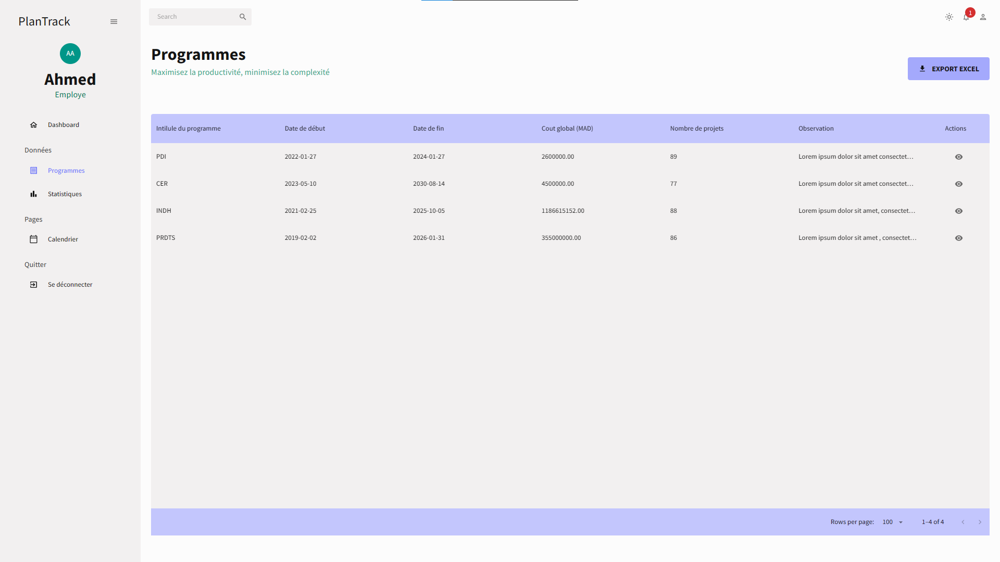 PlanTrack
AA
Ahmed
Employe
Dashboard
Données
Programmes
Statistiques
Pages
Calendrier
Quitter
Se déconnecter
Search
1
Programmes
Maximisez la productivité, minimisez la complexité
EXPORT EXCEL
Intilule du programme Date de début Date de fin Cout global (MAD) Nombre de projets Observation Actions
PDI 2022-01-27 2024-01-27 2600000.00 89 Lorem ipsum dolor sit amet consectet...
CER 2023-05-10 2030-08-14 4500000.00 77 Lorem ipsum dolor sit amet consectet...
INDH 2021-02-25 2025-10-05 1186615152.00 88 Lorem ipsum dolor sit amet, consectet...
PRDTS 2019-02-02 2026-01-31 355000000.00 86 Lorem ipsum dolor sit amet , consectet...
Rows per page: 100 1–4 of 4